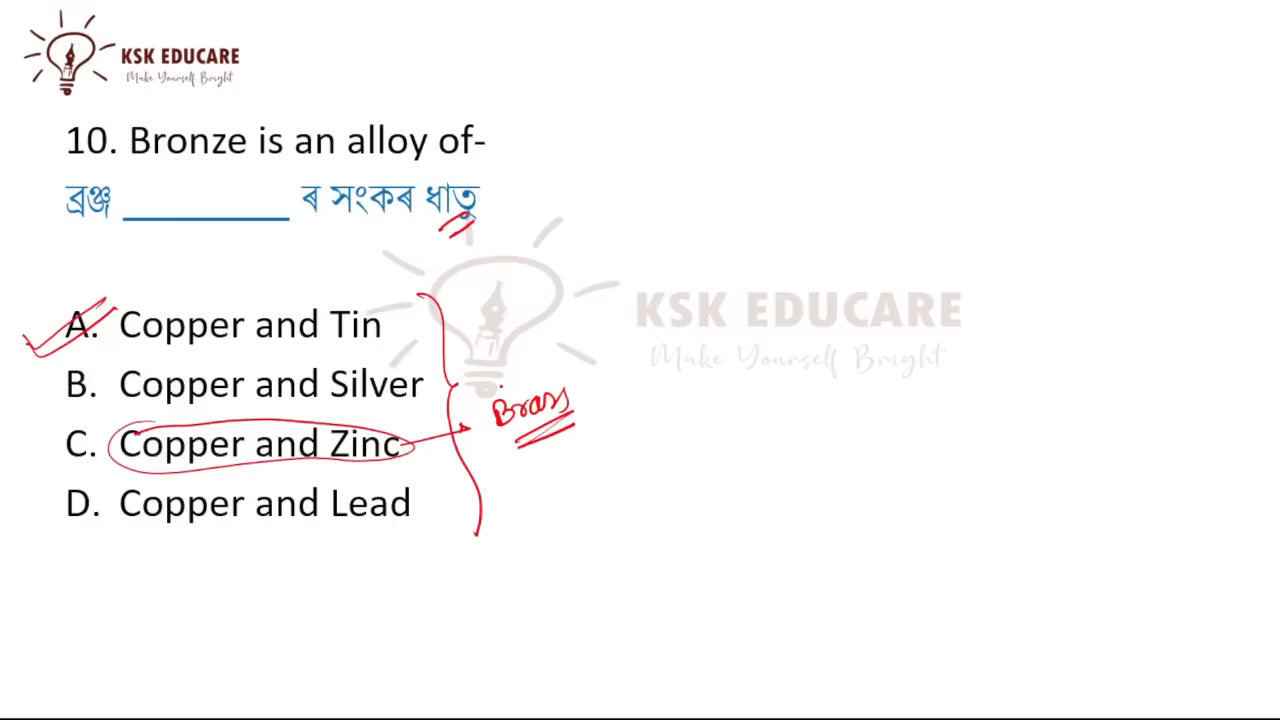 KSK EDUCARE
Make Yourself Bright
10. Bronze is an alloy of-
ব্ৰঞ্জ __________ ৰ সংকৰ ধাতু
KSK EDUCARE
Make Yourself Bright
A. Copper and Tin
B. Copper and Silver
C. Copper and Zinc
Brass
D. Copper and Lead